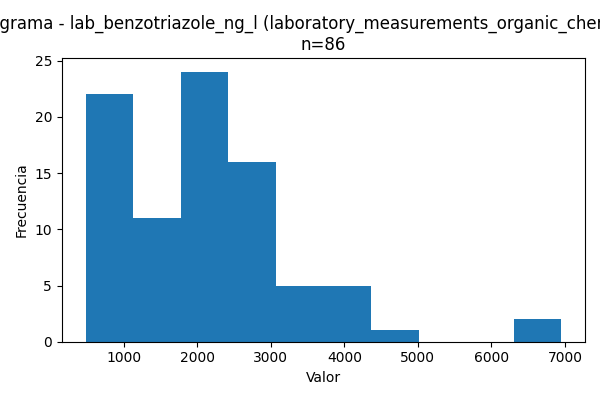 grama - lab_benzotriazole_ng_l (laboratory_measurements_organic_cher
n=86
25
20
15
10
5
0
Frecuencia
1000 2000 3000 4000 5000 6000 7000
Valor